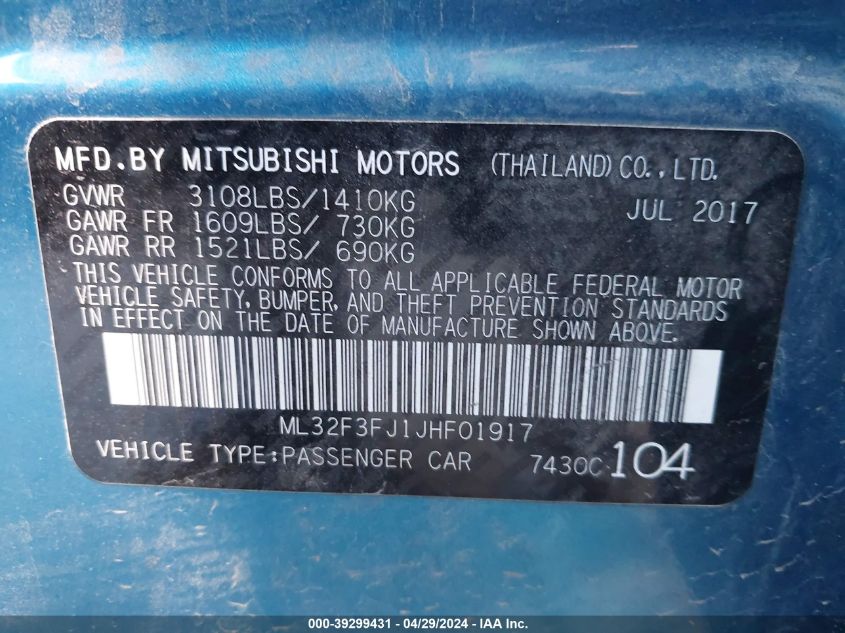 MFD.BY MITSUBISHI MOTORS (THAILAND) CO., LTD.
GVWR 3108LBS/1410KG JUL 2017
GAWR FR 1609LBS/ 730KG
GAWR RR 1521LBS/ 690KG
THIS VEHICLE CONFORMS TO ALL APPLICABLE FEDERAL MOTOR
VEHICLE SAFETY, BUMPER, AND THEFT PREVENTION STANDARDS
IN EFFECT ON THE DATE OF MANUFACTURE SHOWN ABOVE.
ML32F3FJ1JHF01917
VEHICLE TYPE:PASSENGER CAR 7430C 104
000-39299431 - 04/29/2024 - IAA Inc.